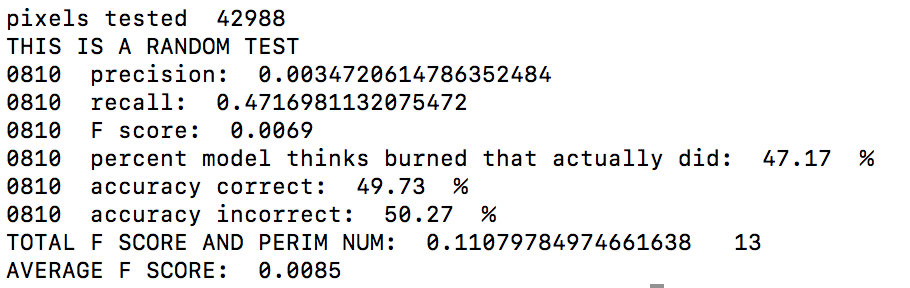 pixels tested  42988
THIS IS A RANDOM TEST
0810  precision:  0.0034720614786352484
0810  recall:  0.4716981132075472
0810  F score:  0.0069
0810  percent model thinks burned that actually did:  47.17  %
0810  accuracy correct:  49.73  %
0810  accuracy incorrect:  50.27  %
TOTAL F SCORE AND PERIM NUM:  0.11079784974661638   13
AVERAGE F SCORE:  0.0085